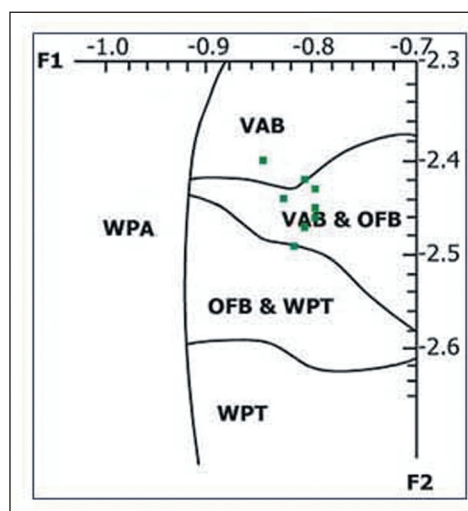 -1.0 -0.9 -0.8 -0.7
F1 -2.3
VAB
-2.4
WPA VAB & OFB
-2.5
OFB & WPT
-2.6
WPT
F2